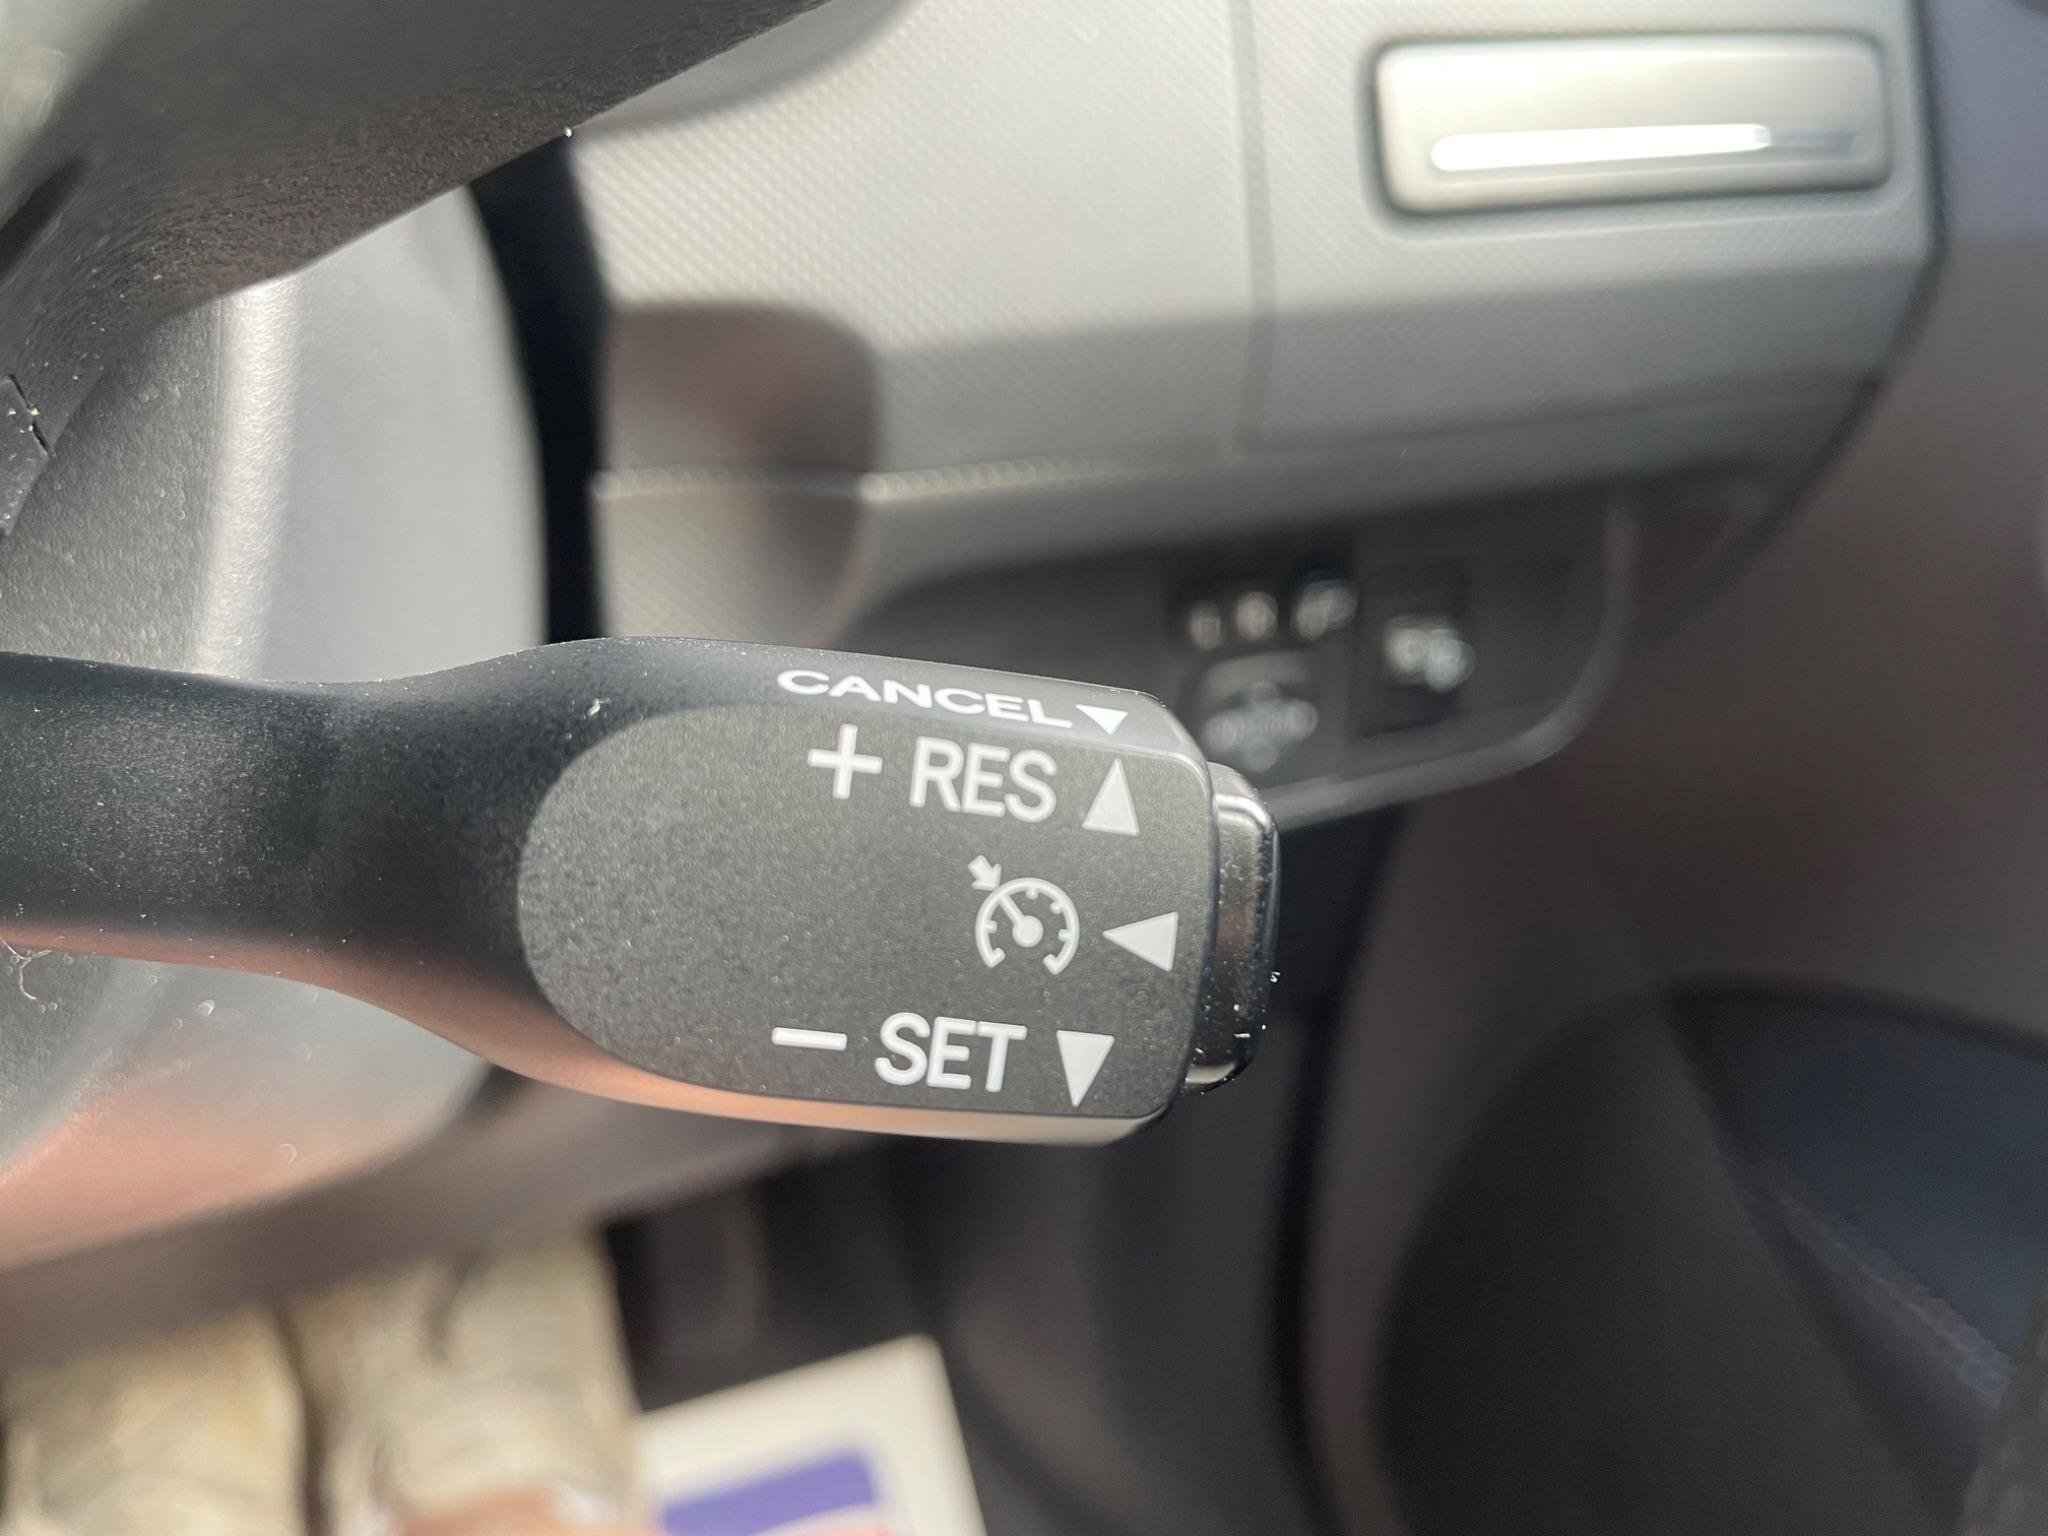 CANCEL▼
+ RES ▲
◀
− SET ▼